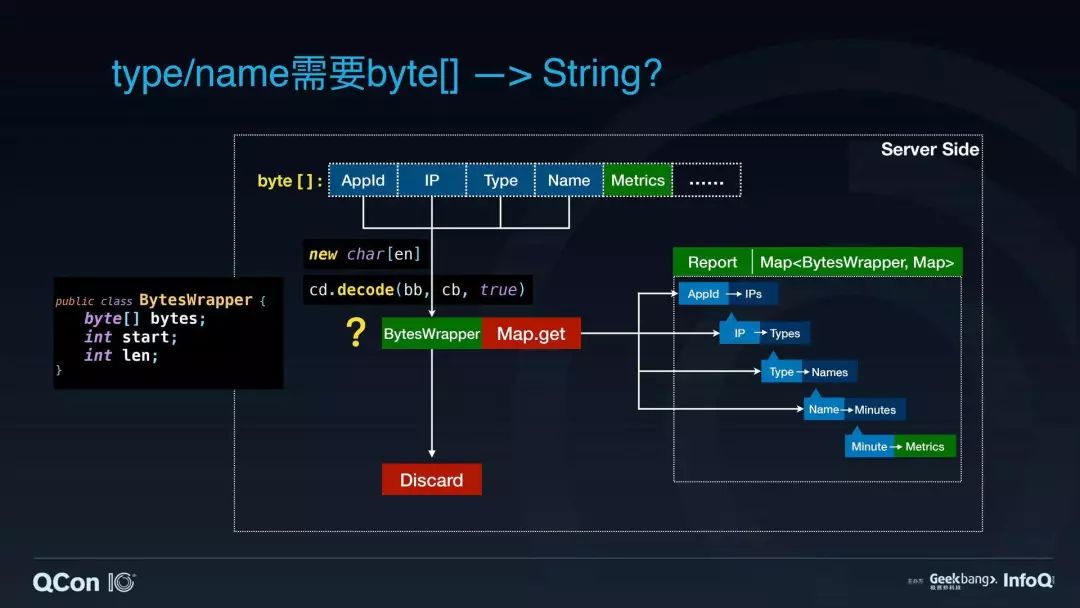 type/name需要byte[] —> String?
Server Side
byte[]: AppId IP Type Name Metrics ......
new char[en]
cd.decode(bb, cb, true)
Report Map<BytesWrapper, Map>
AppId → IPs
IP → Types
Type → Names
Name → Minutes
Minute → Metrics
public class BytesWrapper {
byte[] bytes;
int start;
int len;
}
? BytesWrapper Map.get
Discard
QCon 10
主办方 Geekbang>. InfoQ
极客邦科技